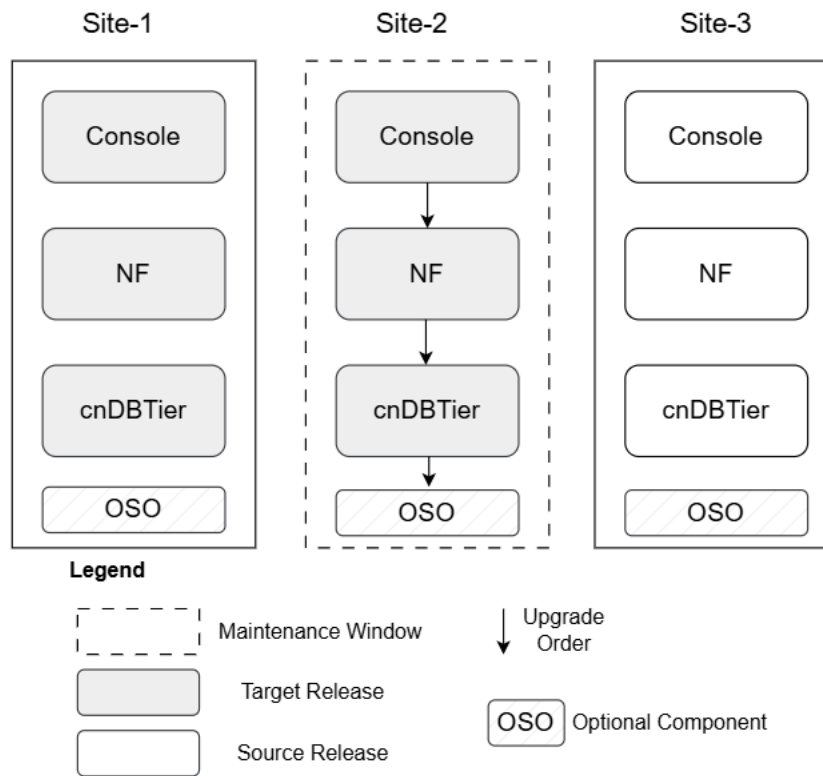 Site-1
Site-2
Site-3
Console
Console
Console
NF
NF
NF
cnDBTier
cnDBTier
cnDBTier
OSO
OSO
OSO
Legend
Maintenance Window
Upgrade
Order
Target Release
OSO
Optional Component
Source Release